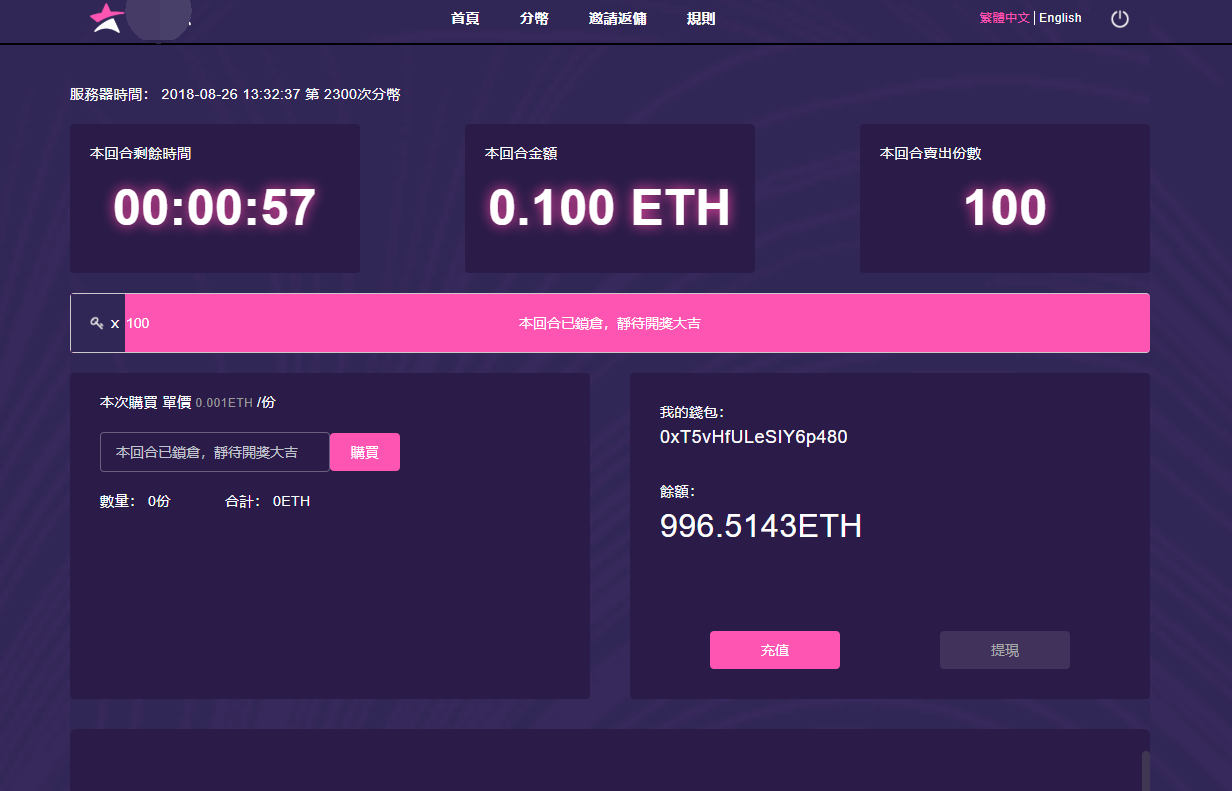 首頁 分幣 邀請返傭 規則 繁體中文 | English
服務器時間： 2018-08-26 13:32:37 第 2300次分幣
本回合剩餘時間 本回合金額 本回合賣出份數
00:00:57 0.100 ETH 100
x 100 本回合已鎖倉，靜待開獎大吉
本次購買 單價 0.001ETH /份
本回合已鎖倉，靜待開獎大吉 購買
數量： 0份 合計： 0ETH
我的錢包：
0xT5vHfULeSIY6p480
餘額：
996.5143ETH
充值 提現